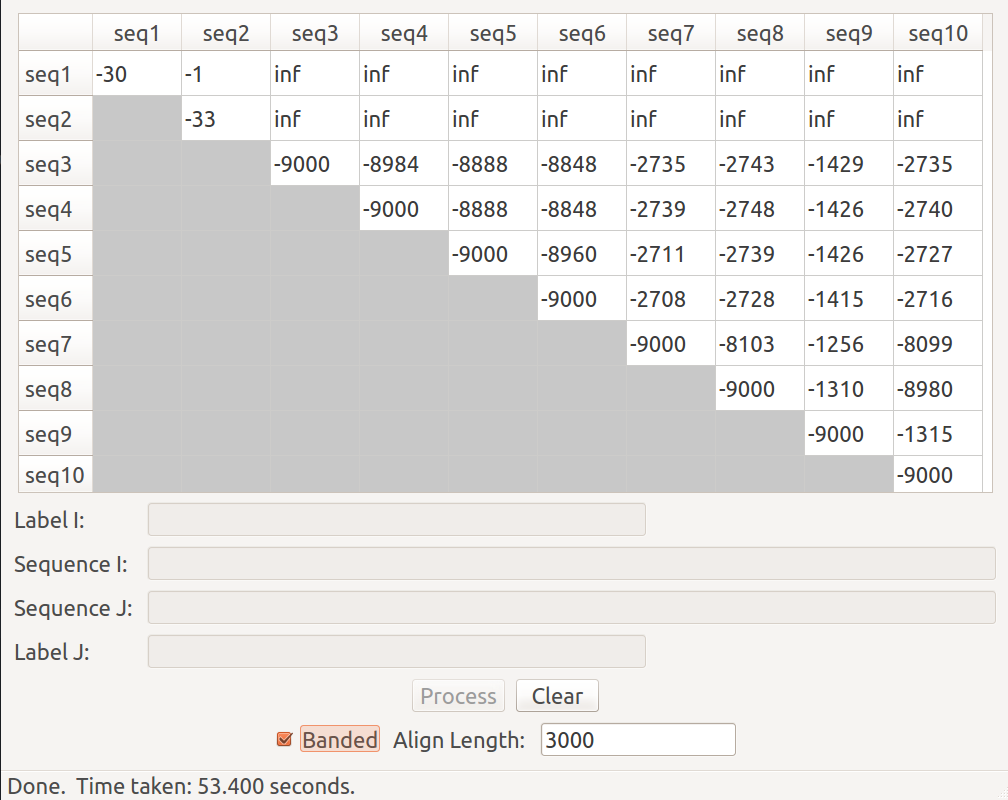 seq1 seq2 seq3 seq4 seq5 seq6 seq7 seq8 seq9 seq10
seq1 -30 -1 inf inf inf inf inf inf inf inf
seq2 -33 inf inf inf inf inf inf inf inf
seq3 -9000 -8984 -8888 -8848 -2735 -2743 -1429 -2735
seq4 -9000 -8888 -8848 -2739 -2748 -1426 -2740
seq5 -9000 -8960 -2711 -2739 -1426 -2727
seq6 -9000 -2708 -2728 -1415 -2716
seq7 -9000 -8103 -1256 -8099
seq8 -9000 -1310 -8980
seq9 -9000 -1315
seq10 -9000
Label I:
Sequence I:
Sequence J:
Label J:
Process Clear
Banded Align Length: 3000
Done. Time taken: 53.400 seconds.